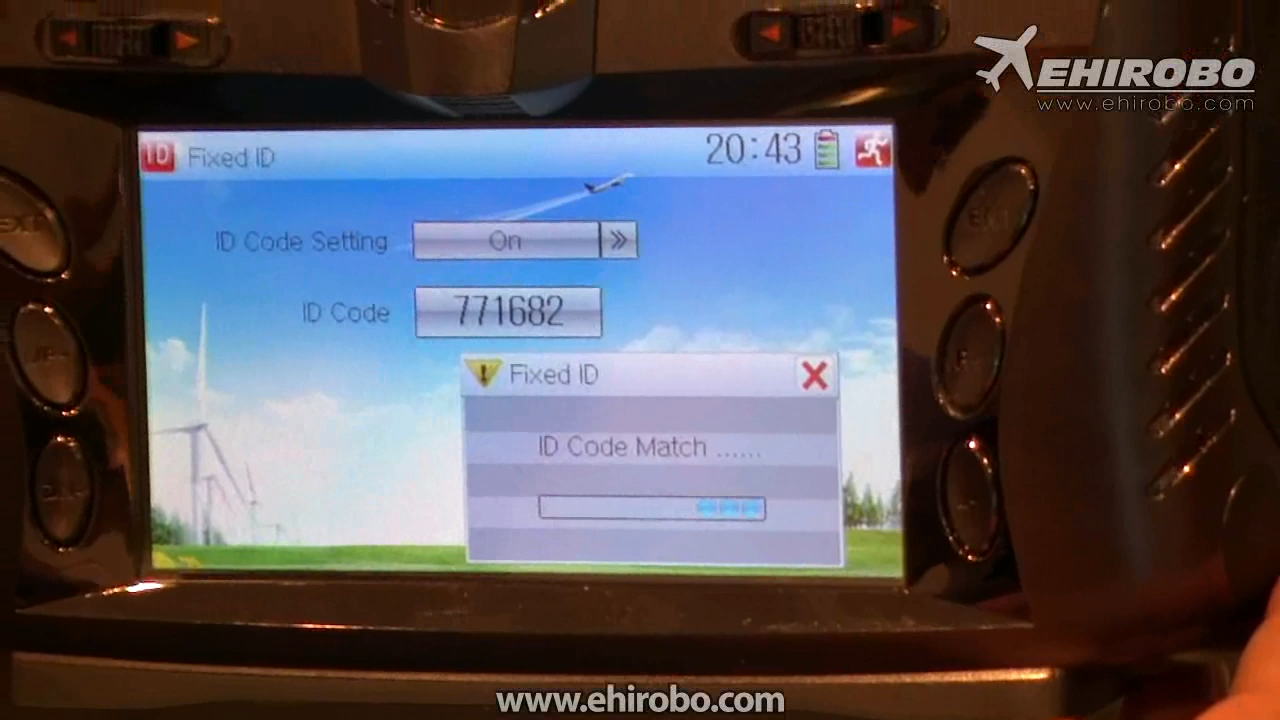 EHIROBO
www.ehirobo.com
ID Fixed ID 20:43
ID Code Setting On »
ID Code 771682
Fixed ID
ID Code Match ......
www.ehirobo.com